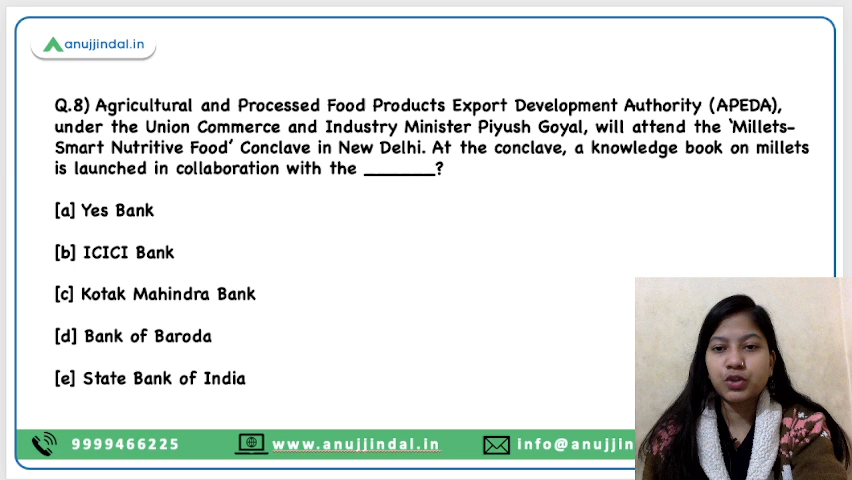 anujjindal.in
Q.8) Agricultural and Processed Food Products Export Development Authority (APEDA),
under the Union Commerce and Industry Minister Piyush Goyal, will attend the ‘Millets-
Smart Nutritive Food’ Conclave in New Delhi. At the conclave, a knowledge book on millets
is launched in collaboration with the _______?
[a] Yes Bank
[b] ICICI Bank
[c] Kotak Mahindra Bank
[d] Bank of Baroda
[e] State Bank of India
9999466225 www.anujjindal.in info@anujjin